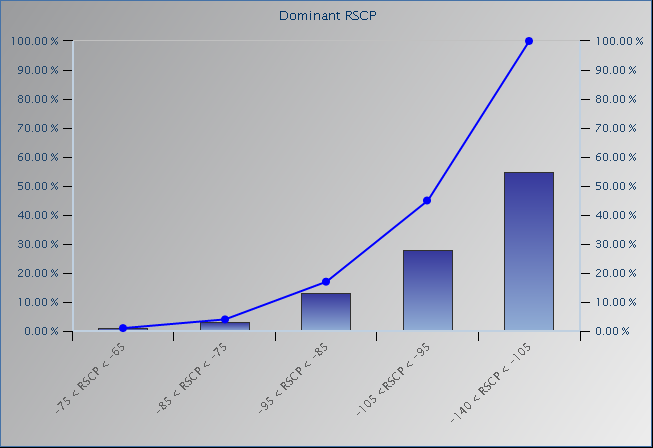 Dominant RSCP
100.00 % 100.00 %
90.00 % 90.00 %
80.00 % 80.00 %
70.00 % 70.00 %
60.00 % 60.00 %
50.00 % 50.00 %
40.00 % 40.00 %
30.00 % 30.00 %
20.00 % 20.00 %
10.00 % 10.00 %
0.00 % 0.00 %
-75 < RSCP < -65
-85 < RSCP < -75
-95 < RSCP < -85
-105 <RSCP < -95
-140 < RSCP < -105